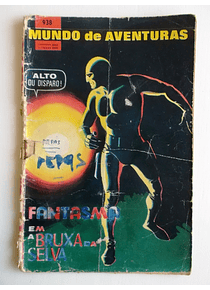 938
MUNDO de AVENTURAS
ALTO
OU DISPARO!
FANTASMA
EM
A BRUXA DA
SELVA